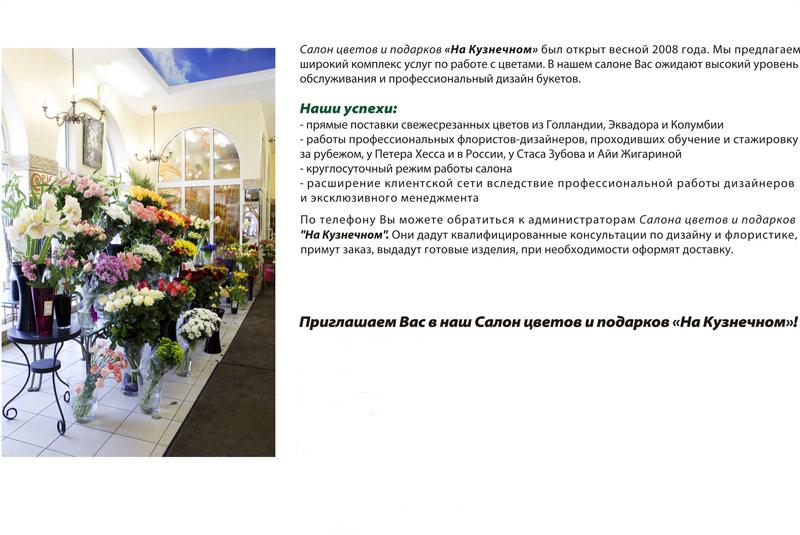 Салон цветов и подарков «На Кузнечном» был открыт весной 2008 года. Мы предлагаем
широкий комплекс услуг по работе с цветами. В нашем салоне Вас ожидают высокий уровень
обслуживания и профессиональный дизайн букетов.
Наши успехи:
- прямые поставки свежесрезанных цветов из Голландии, Эквадора и Колумбии
- работы профессиональных флористов-дизайнеров, проходивших обучение и стажировку
за рубежом, у Петера Хесса и в России, у Стаса Зубова и Айи Жигариной
- круглосуточный режим работы салона
- расширение клиентской сети вследствие профессиональной работы дизайнеров
и эксклюзивного менеджмента
По телефону Вы можете обратиться к администраторам Салона цветов и подарков
"На Кузнечном". Они дадут квалифицированные консультации по дизайну и флористике,
примут заказ, выдадут готовые изделия, при необходимости оформят доставку.
Приглашаем Вас в наш Салон цветов и подарков «На Кузнечном»!